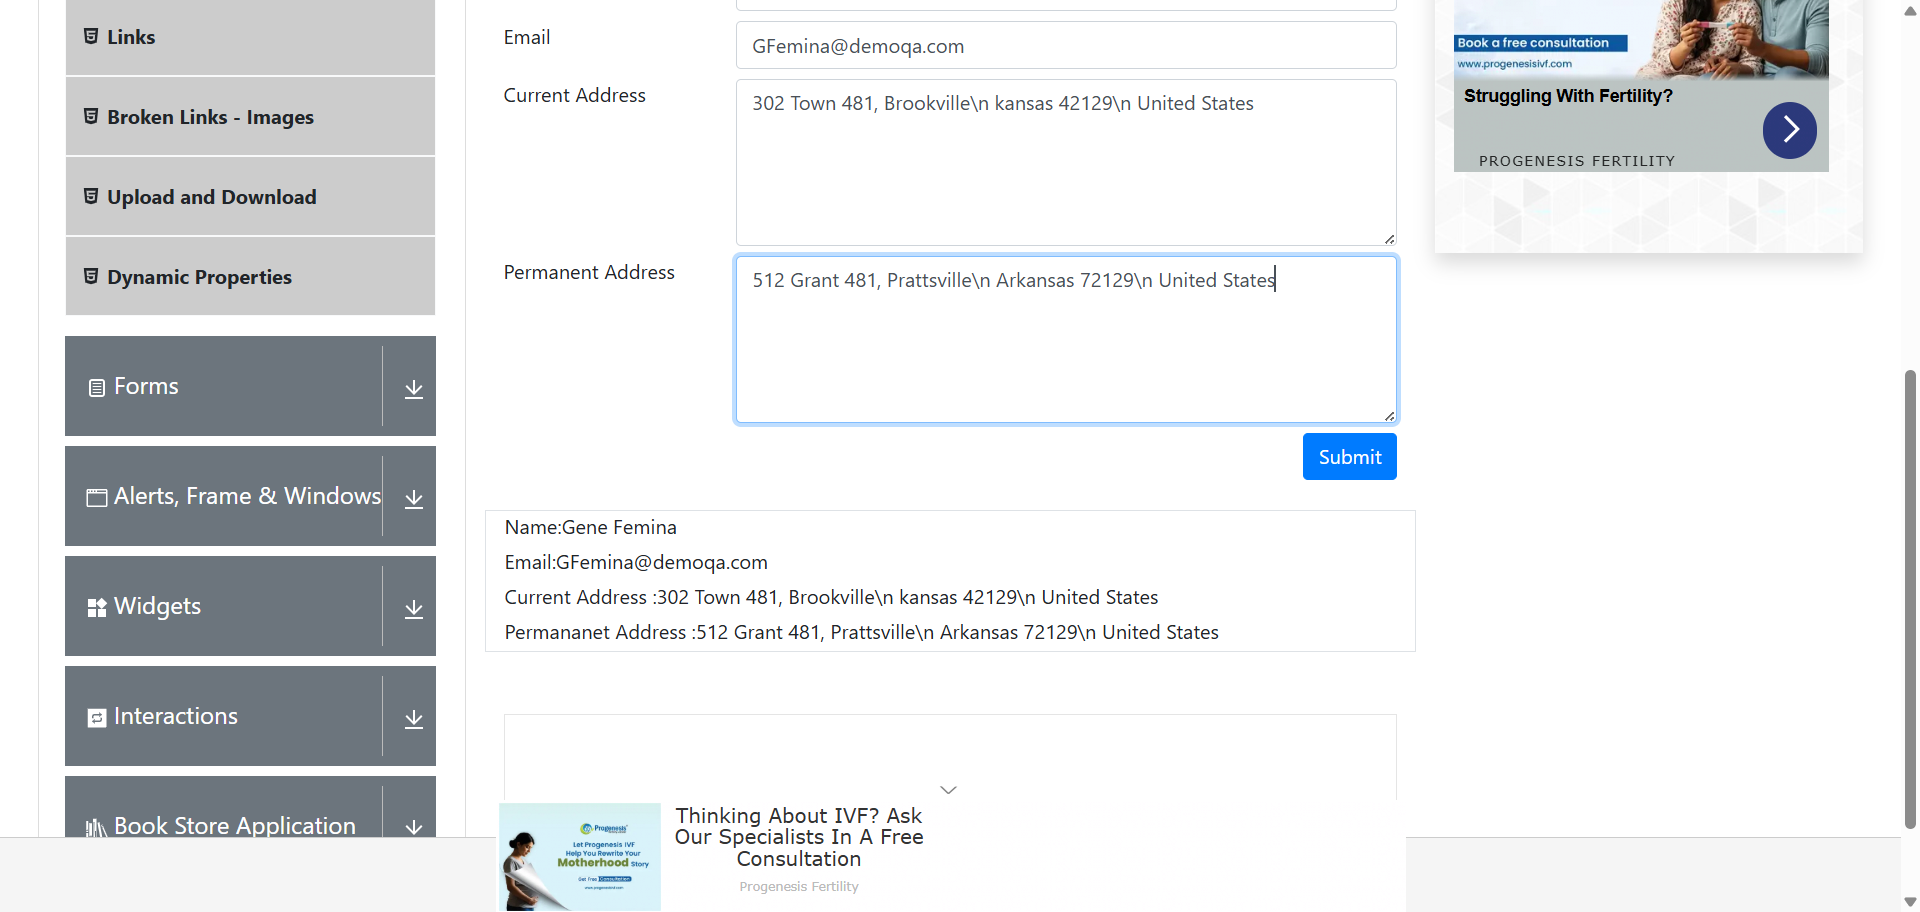 Links
Broken Links - Images
Upload and Download
Dynamic Properties
Forms
Alerts, Frame & Windows
Widgets
Interactions
Book Store Application
Email
GFemina@demoqa.com
Current Address
302 Town 481, Brookville\n kansas 42129\n United States
Permanent Address
512 Grant 481, Prattsville\n Arkansas 72129\n United States
Submit
Name:Gene Femina
Email:GFemina@demoqa.com
Current Address :302 Town 481, Brookville\n kansas 42129\n United States
Permananet Address :512 Grant 481, Prattsville\n Arkansas 72129\n United States
Progenesis
Let Progenesis IVF
Help You Rewrite Your
Motherhood Story
Get Free Consultation
www.progenesisivf.com
Thinking About IVF? Ask
Our Specialists In A Free
Consultation
Progenesis Fertility
Book a free consultation
www.progenesisivf.com
Struggling With Fertility?
PROGENESIS FERTILITY